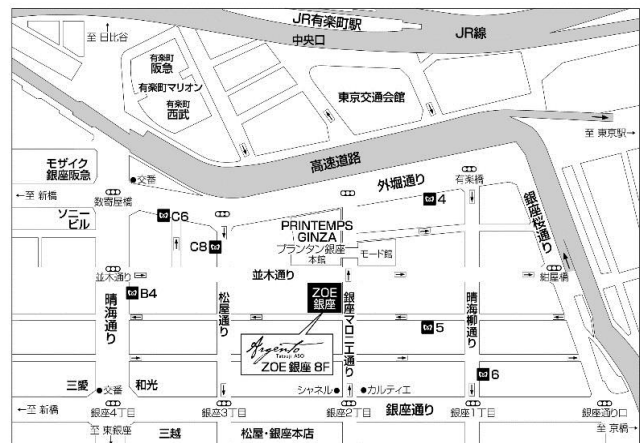 JR有楽町駅
中央口
JR線
至 日比谷
有楽町
阪急
有楽町マリオン
有楽町
西武
東京交通会館
至 東京駅→
高速道路
モザイク
銀座阪急
交番
外堀通り
有楽橋
←至 新橋
数寄屋橋
ソニー
ビル
C6
4
銀座桜通り
C8
PRINTEMPS
GINZA
プランタン銀座
本館
モード館
並木通り
並木通り
紺屋橋
B4
晴海通り
松屋通り
ZOE
銀座
銀座マロニエ通り
晴海柳通り
5
Argento
Tatsuji ASO
ZOE 銀座 8F
6
三愛
交番
和光
シャネル
カルティエ
←至 新橋
銀座4丁目
銀座3丁目
銀座2丁目
銀座通り
銀座1丁目
銀座通り口
至 東銀座
三越
松屋・銀座本店
至 京橋→